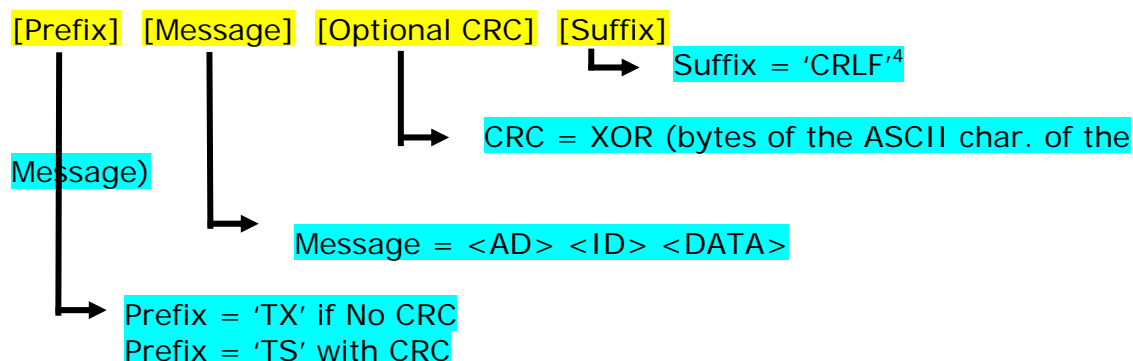 [Prefix] [Message] [Optional CRC] [Suffix]
Suffix = ‘CRLF’4
CRC = XOR (bytes of the ASCII char. of the
Message)
Message = <AD> <ID> <DATA>
Prefix = ‘TX’ if No CRC
Prefix = ‘TS’ with CRC